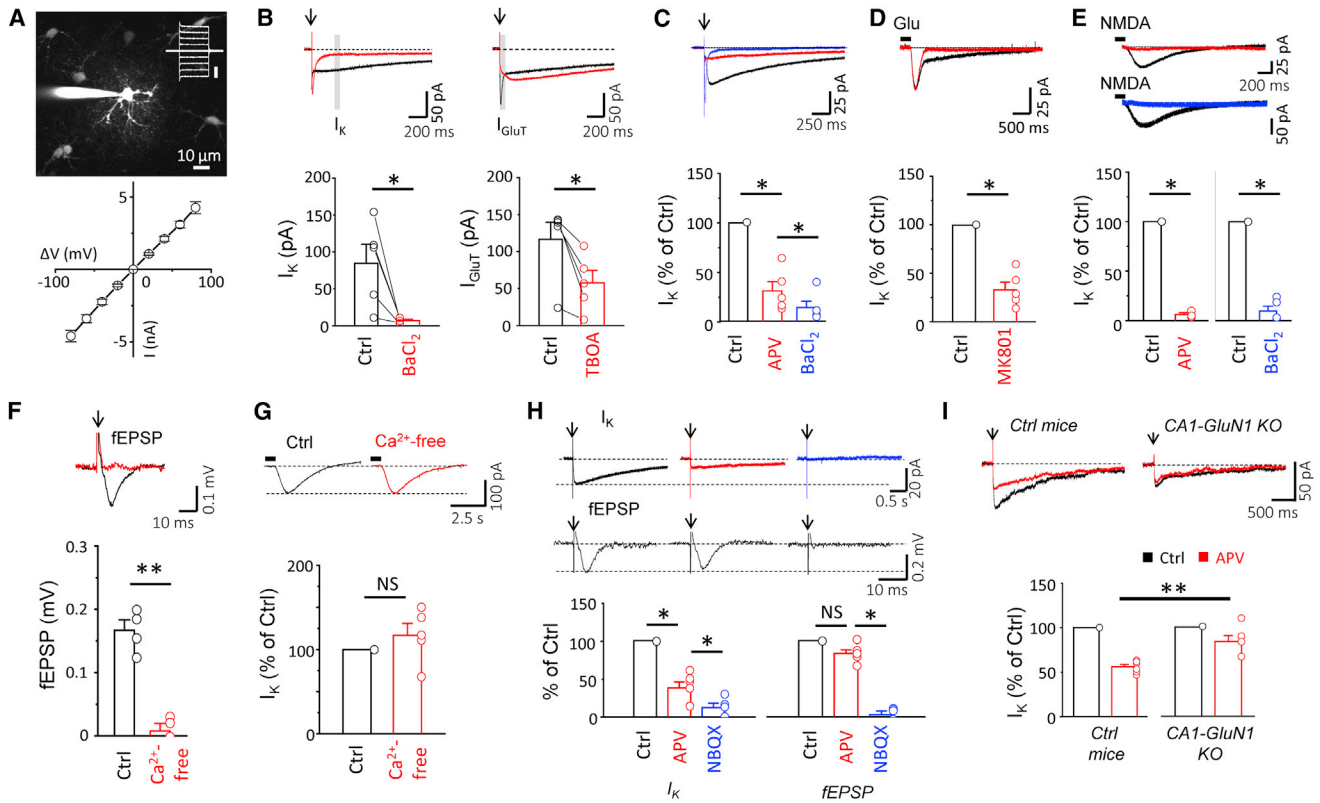 A
10 µm
5
ΔV (mV)
-100
0
100
-5
I (nA)
B
I_K
50 pA
200 ms
I_GluT
50 pA
200 ms
I_K (pA)
200
150
100
50
0
*
Ctrl
BaCl₂
I_GluT (pA)
200
150
100
50
0
*
Ctrl
TBOA
C
25 pA
250 ms
I_K (% of Ctrl)
150
100
50
0
*
*
Ctrl
APV
BaCl₂
D
Glu
25 pA
500 ms
I_K (% of Ctrl)
150
100
50
0
*
Ctrl
MK801
E
NMDA
25 pA
200 ms
NMDA
50 pA
I_K (% of Ctrl)
150
100
50
0
*
*
Ctrl
APV
Ctrl
BaCl₂
F
fEPSP
0.1 mV
10 ms
fEPSP (mV)
0.3
0.2
0.1
0
**
Ctrl
Ca²⁺-
free
G
Ctrl
Ca²⁺-free
100 pA
2.5 s
I_K (% of Ctrl)
200
150
100
50
0
NS
Ctrl
Ca²⁺-
free
H
I_K
20 pA
0.5 s
fEPSP
0.2 mV
10 ms
% of Ctrl
150
100
50
0
*
*
NS
*
Ctrl
APV
NBQX
Ctrl
APV
NBQX
I_K
fEPSP
I
Ctrl mice
CA1-GluN1 KO
50 pA
500 ms
Ctrl
APV
I_K (% of Ctrl)
150
100
50
0
**
Ctrl
mice
CA1-GluN1
KO